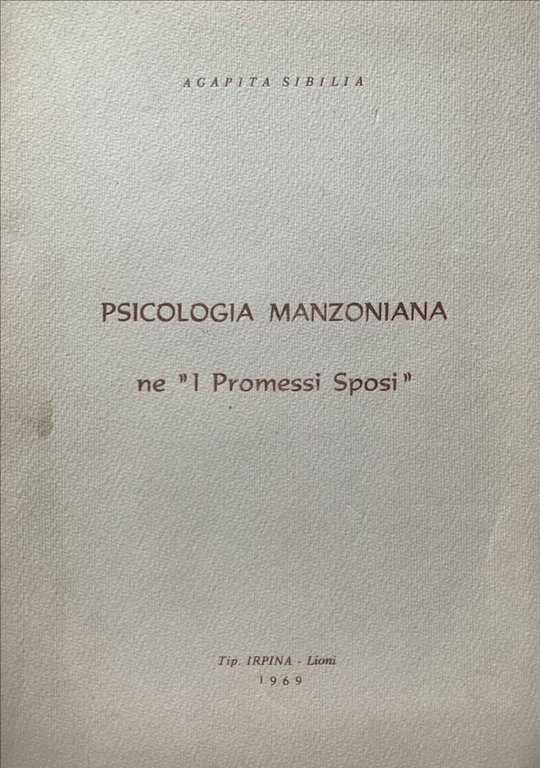 AGAPITA SIBILIA
PSICOLOGIA MANZONIANA
ne "I Promessi Sposi"
Tip. IRPINA - Lioni
1969